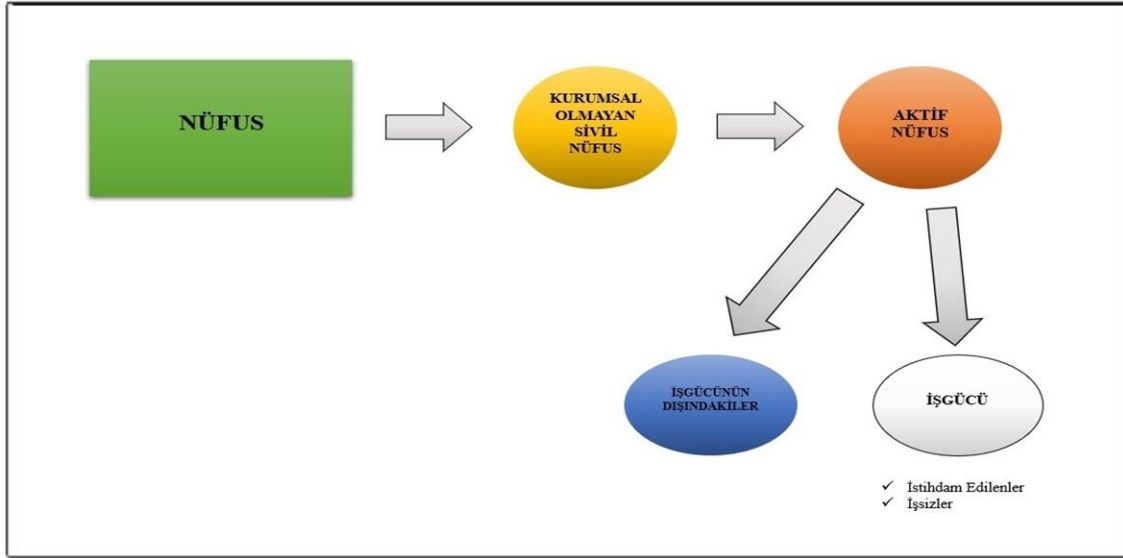 NÜFUS
KURUMSAL
OLMAYAN
SİVİL
NÜFUS
AKTİF
NÜFUS
İŞGÜCÜNÜN
DIŞINDAKİLER
İŞGÜCÜ
✓ İstihdam Edilenler
✓ İşsizler